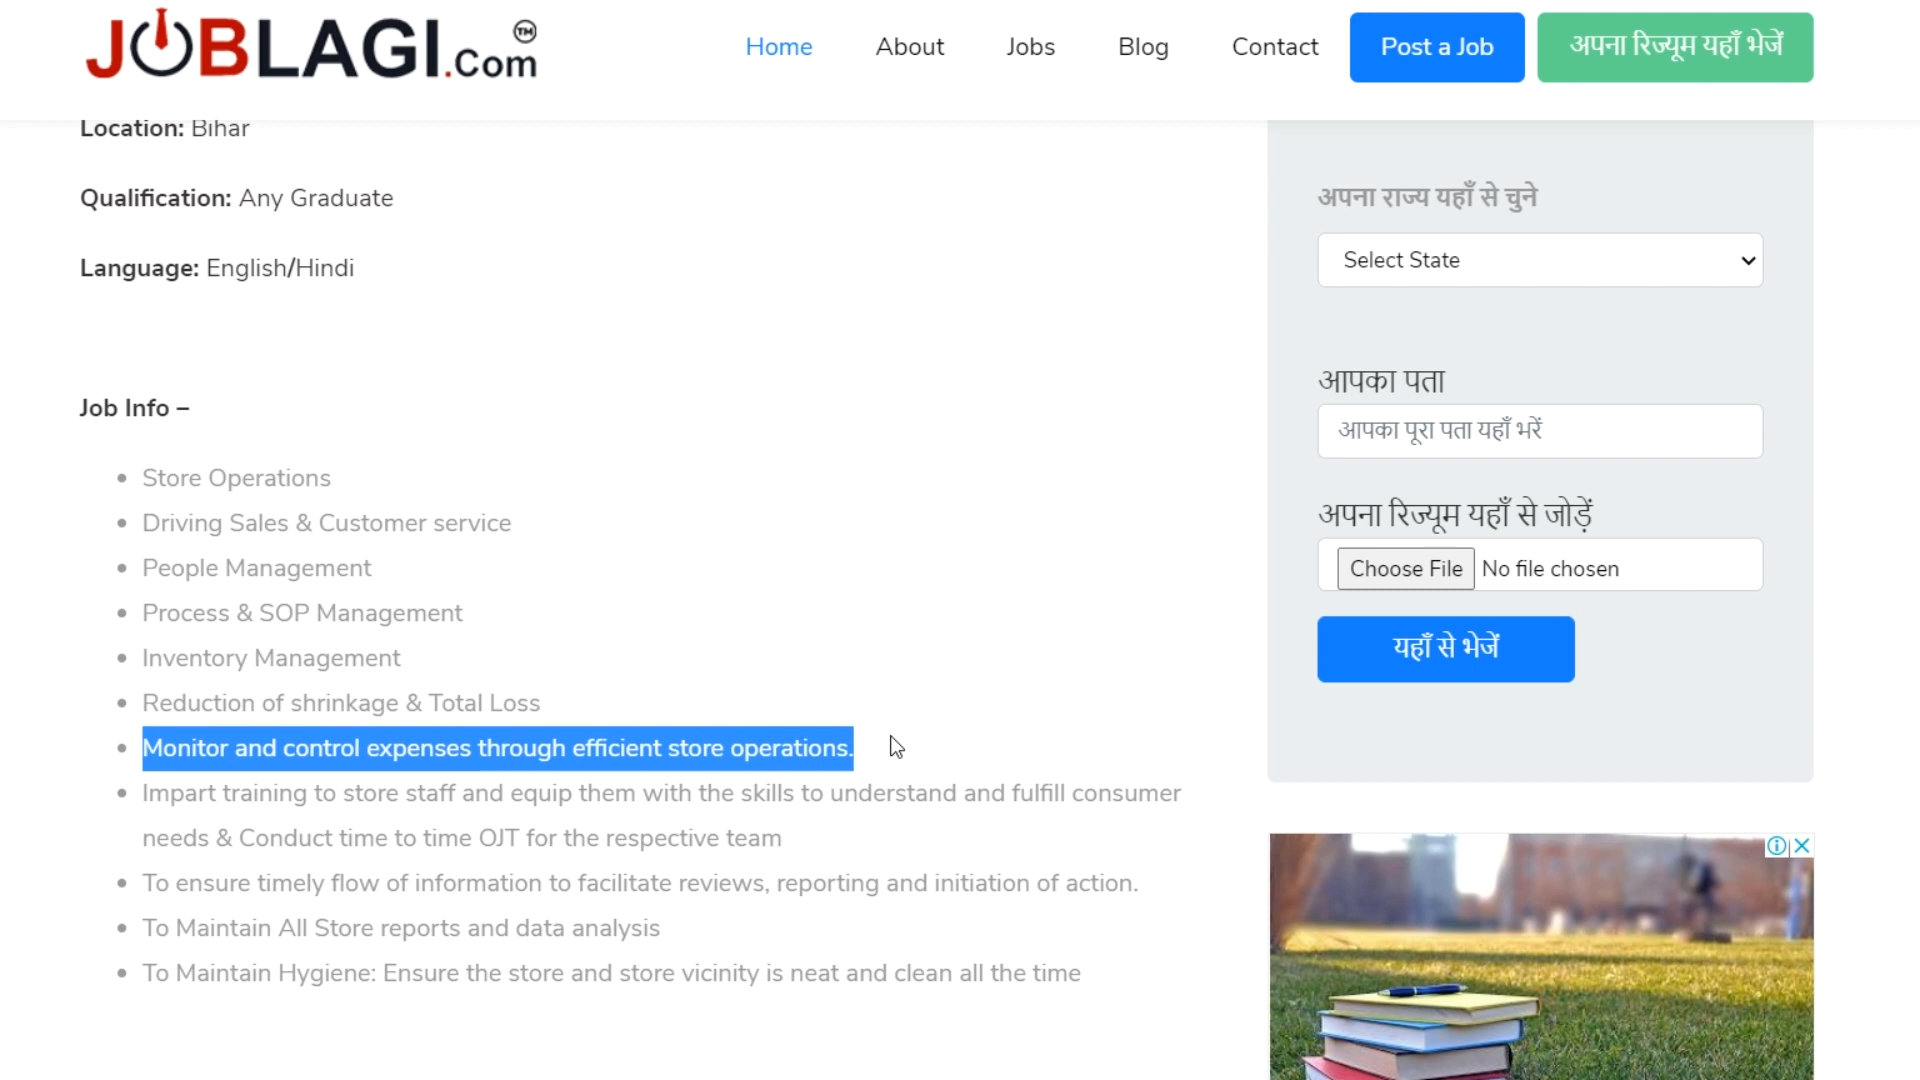 JOBLAGI.Com TM
Home About Jobs Blog Contact Post a Job अपना रिज्यूम यहाँ भेजें
Location: Bihar
Qualification: Any Graduate
Language: English/Hindi
Job Info –
Store Operations
Driving Sales & Customer service
People Management
Process & SOP Management
Inventory Management
Reduction of shrinkage & Total Loss
Monitor and control expenses through efficient store operations.
Impart training to store staff and equip them with the skills to understand and fulfill consumer
needs & Conduct time to time OJT for the respective team
To ensure timely flow of information to facilitate reviews, reporting and initiation of action.
To Maintain All Store reports and data analysis
To Maintain Hygiene: Ensure the store and store vicinity is neat and clean all the time
अपना राज्य यहाँ से चुने
Select State
आपका पता
आपका पूरा पता यहाँ भरें
अपना रिज्यूम यहाँ से जोड़ें
Choose File No file chosen
यहाँ से भेजें